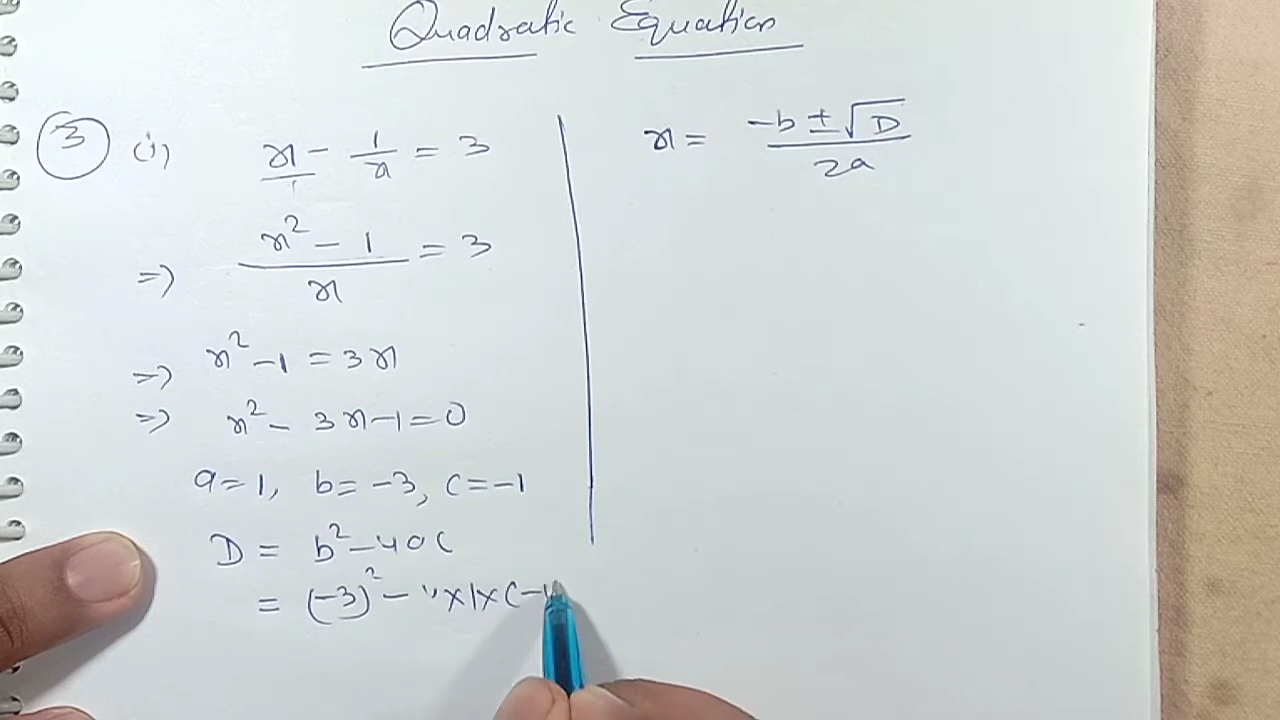 Quadratic Equation
3 (i) x/1 - 1/x = 3
=> (x² - 1)/x = 3
=> x² - 1 = 3x
=> x² - 3x - 1 = 0
a = 1, b = -3, c = -1
D = b² - 4ac
= (-3)² - 4 × 1 × (-1
x = (-b ± √D)/2a